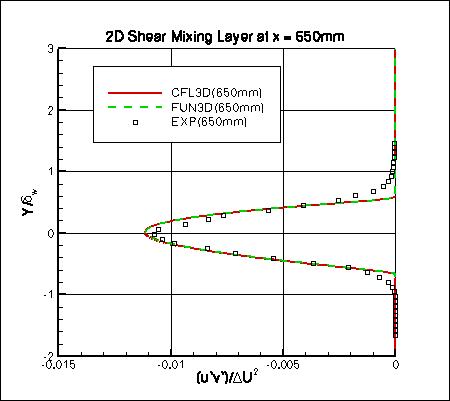 2D Shear Mixing Layer at x = 650mm
3
CFL3D(650mm)
FUN3D(650mm)
EXP(650mm)
2
1
Y/δw
0
-1
-2
-0.015 -0.01 -0.005 0
(u'v')/ΔU²